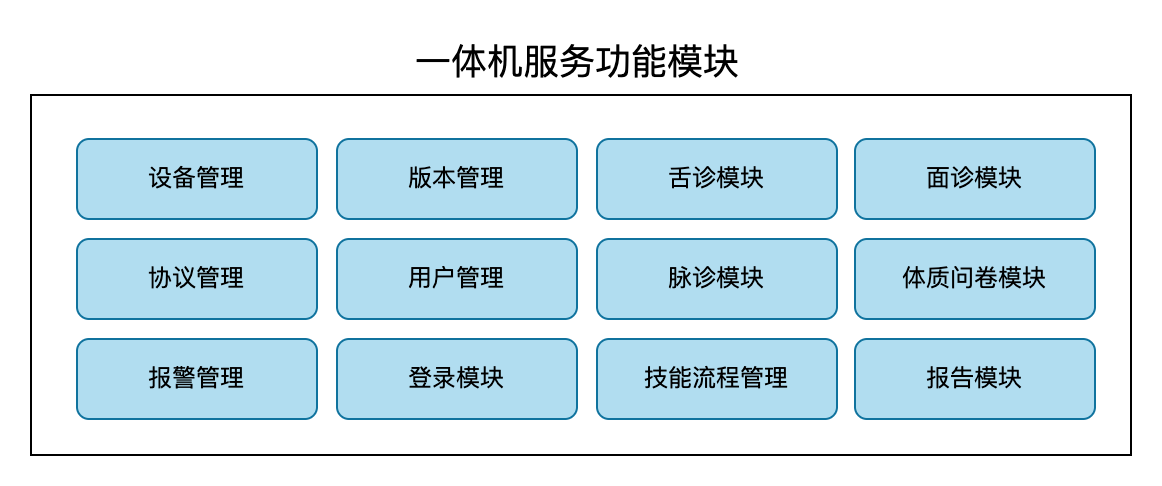 一体机服务功能模块
设备管理
版本管理
舌诊模块
面诊模块
协议管理
用户管理
脉诊模块
体质问卷模块
报警管理
登录模块
技能流程管理
报告模块